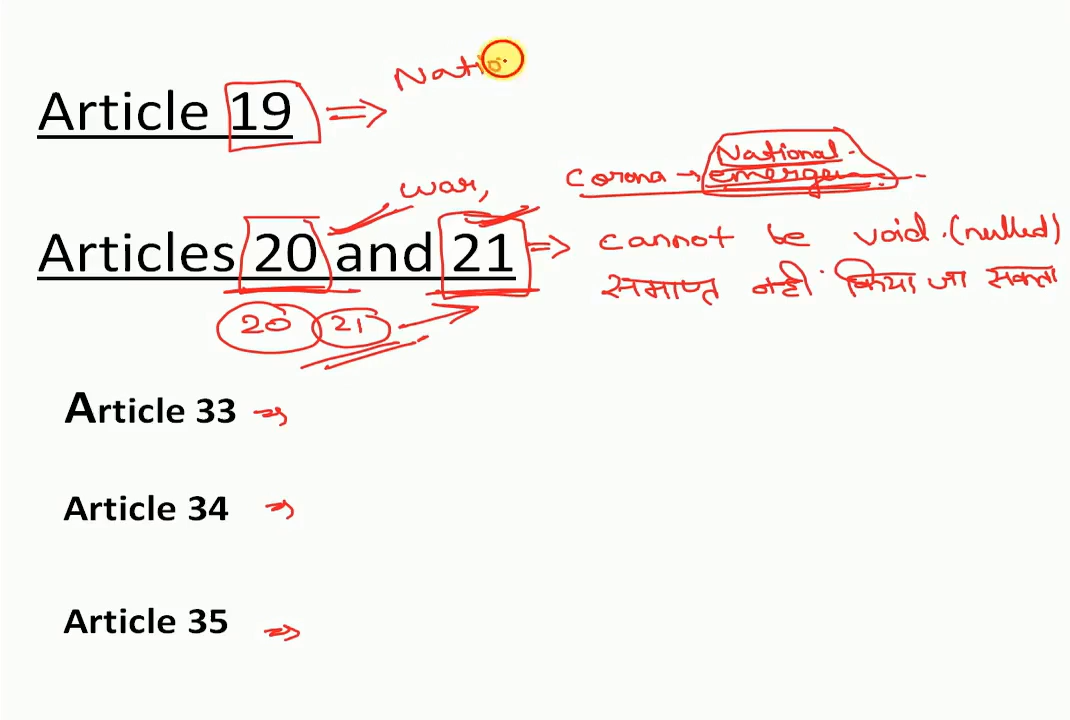 Natio
Article 19 ⇒
National
Corona → emergen
war,
Articles 20 and 21 ⇒ cannot be void. (nulled)
समाप्त नही किया जा सकता
20 21
Article 33
Article 34
Article 35